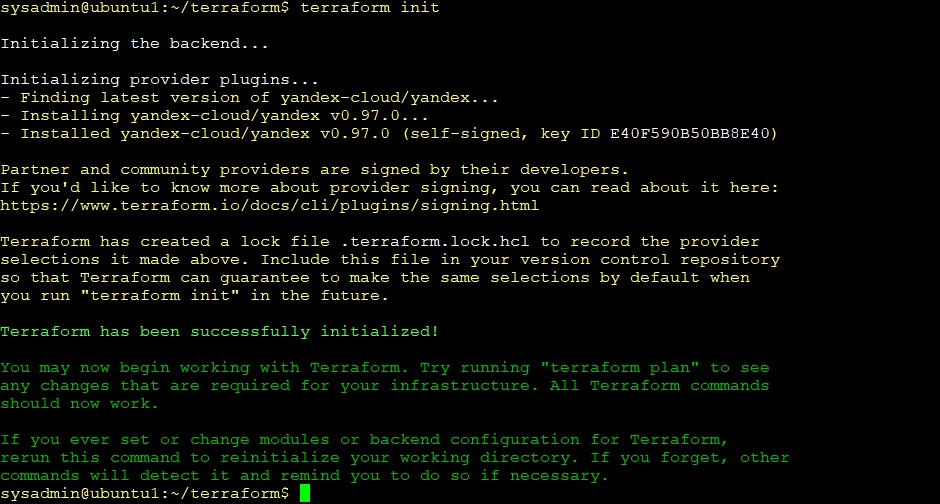 sysadmin@ubuntu1:~/terraform$ terraform init
Initializing the backend...
Initializing provider plugins...
- Finding latest version of yandex-cloud/yandex...
- Installing yandex-cloud/yandex v0.97.0...
- Installed yandex-cloud/yandex v0.97.0 (self-signed, key ID E40F590B50BB8E40)
Partner and community providers are signed by their developers.
If you'd like to know more about provider signing, you can read about it here:
https://www.terraform.io/docs/cli/plugins/signing.html
Terraform has created a lock file .terraform.lock.hcl to record the provider
selections it made above. Include this file in your version control repository
so that Terraform can guarantee to make the same selections by default when
you run "terraform init" in the future.
Terraform has been successfully initialized!
You may now begin working with Terraform. Try running "terraform plan" to see
any changes that are required for your infrastructure. All Terraform commands
should now work.
If you ever set or change modules or backend configuration for Terraform,
rerun this command to reinitialize your working directory. If you forget, other
commands will detect it and remind you to do so if necessary.
sysadmin@ubuntu1:~/terraform$